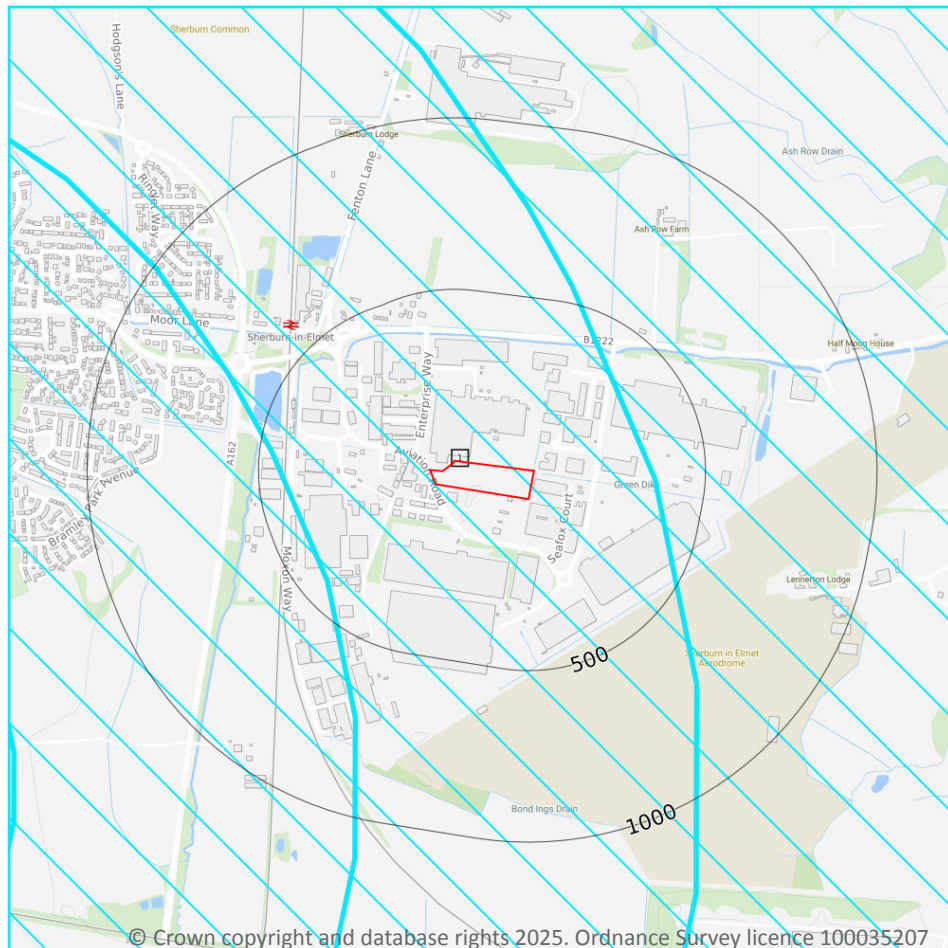 Hodgson's Lane
Sherburn Common
Sherburn Lodge
Ash Row Drain
Ringlet Way
Fenton Lane
Ash Row Farm
Moor Lane
Sherburn-in-Elmet
B1222
Half Moon House
Enterprise Way
A162
Aviation Road
1
Bramley Park Avenue
Green Dike
Seafox Court
Moxon Way
Lennerton Lodge
500
Sherburn in Elmet
Aerodrome
Bond Ings Drain
1000
© Crown copyright and database rights 2025. Ordnance Survey licence 100035207